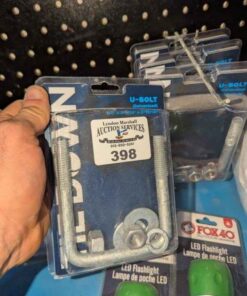 U-BOLT
Galvanized
Lyndon Marshall
AUCTION SERVICES
398
E DOWN
FOX 40
LED Flashlight
Lampe de poche LED
LED Flashlight
Lampe de poche LED